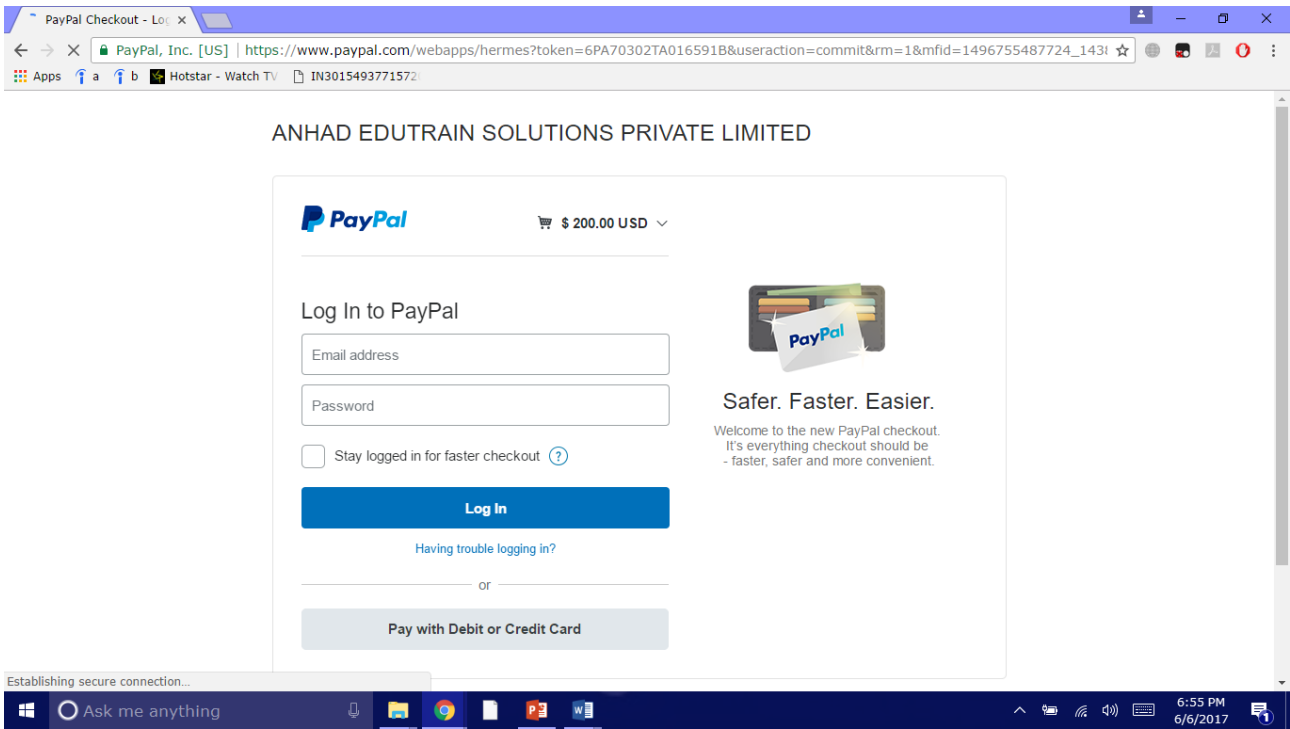 PayPal Checkout - Log
PayPal, Inc. [US] https://www.paypal.com/webapps/hermes?token=6PA70302TA016591B&useraction=commit&rm=1&mfid=1496755487724_1438
Apps a b Hotstar - Watch TV IN3015493771572
ANHAD EDUTRAIN SOLUTIONS PRIVATE LIMITED
PayPal $ 200.00 USD
Log In to PayPal
Email address
Password
Stay logged in for faster checkout ?
Log In
Having trouble logging in?
or
Pay with Debit or Credit Card
PayPal
Safer. Faster. Easier.
Welcome to the new PayPal checkout.
It's everything checkout should be
- faster, safer and more convenient.
Establishing secure connection...
Ask me anything
6:55 PM
6/6/2017
1